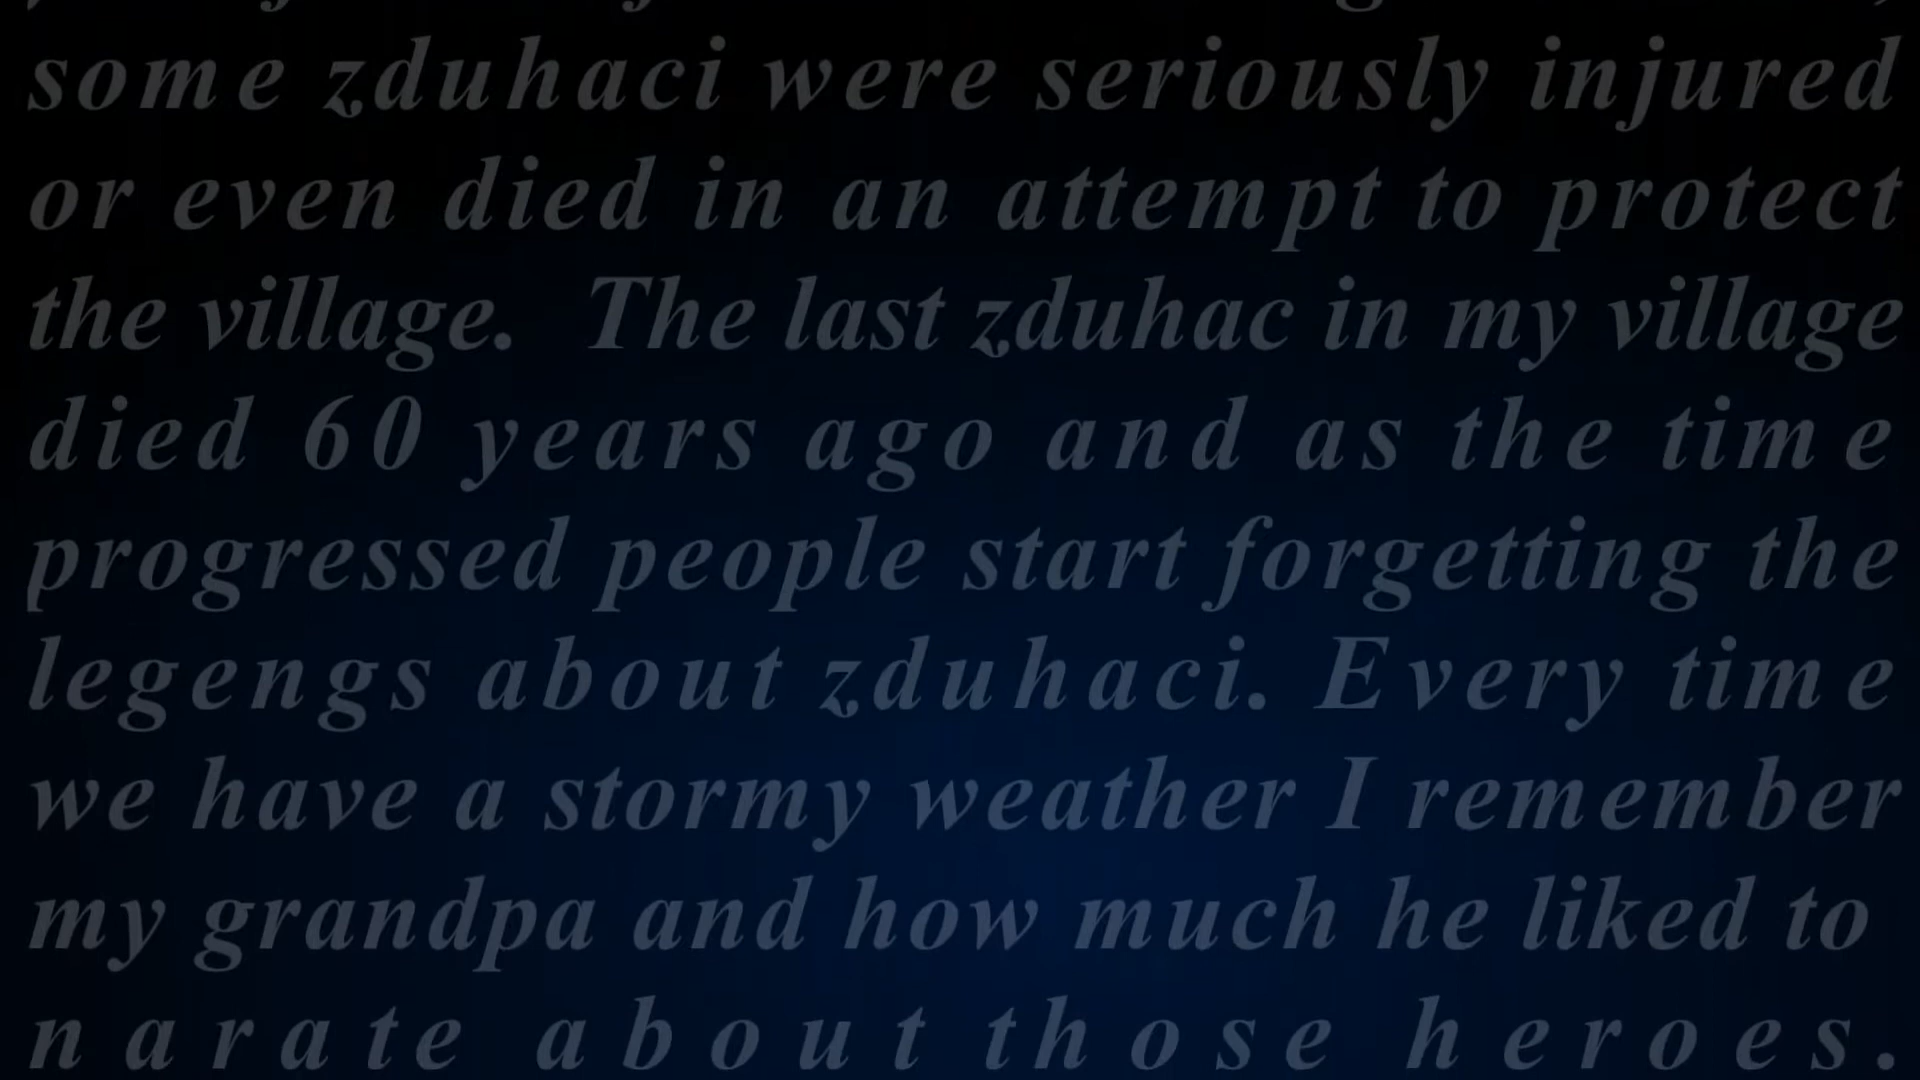 some zduhaci were seriously injured
or even died in an attempt to protect
the village. The last zduhac in my village
died 60 years ago and as the time
progressed people start forgetting the
legengs about zduhaci. Every time
we have a stormy weather I remember
my grandpa and how much he liked to
narate about those heroes.